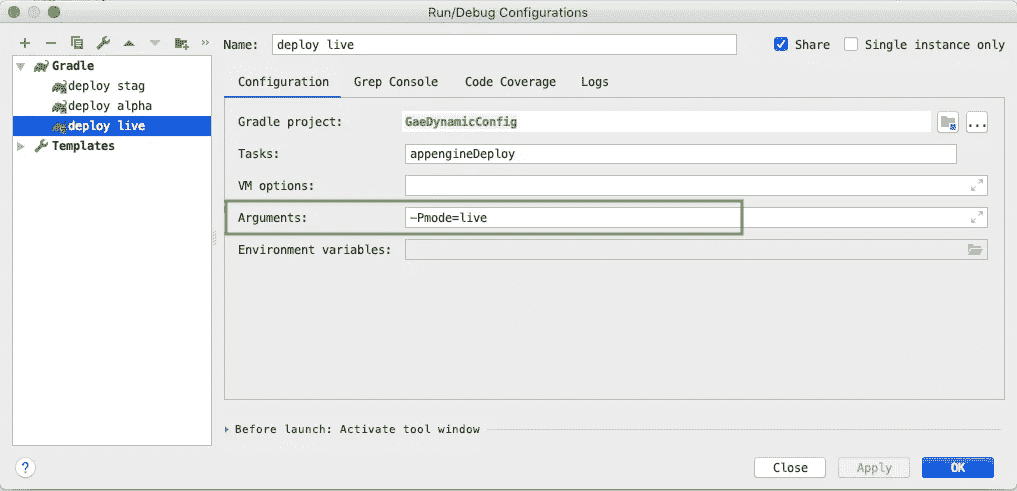 Run/Debug Configurations
Name: deploy live
Share
Single instance only
Gradle
deploy stag
deploy alpha
deploy live
Templates
Configuration Grep Console Code Coverage Logs
Gradle project: GaeDynamicConfig ...
Tasks: appengineDeploy
VM options:
Arguments: —Pmode=live
Environment variables:
Before launch: Activate tool window
? Close Apply OK